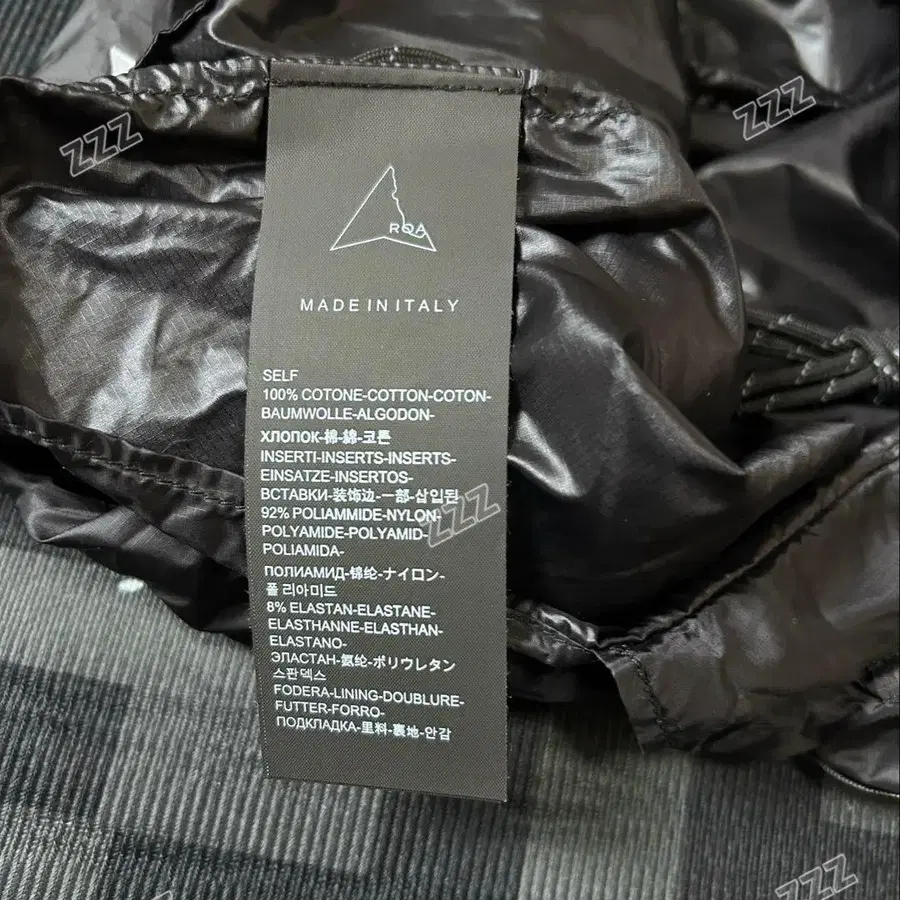 ZZZ
ZZZ
ROA
MADE IN ITALY
SELF
100% COTONE-COTTON-COTON-
BAUMWOLLE-ALGODON-
ХЛОПОК-棉-綿-코튼
INSERTI-INSERTS-INSERTS-
EINSATZE-INSERTOS-
ВСТАВКИ-装饰边-一部-삽입된
92% POLIAMMIDE-NYLON-
ZZZ
POLYAMIDE-POLYAMID-
POLIAMIDA-
ПОЛИАМИД-锦纶-ナイロン-
폴리아미드
8% ELASTAN-ELASTANE-
ELASTHANNE-ELASTHAN-
ELASTANO-
ЭЛАСТАН-氨纶-ポリウレタン
스판덱스
FODERA-LINING-DOUBLURE-
FUTTER-FORRO-
ПОДКЛАДКА-里料-裏地-안감
ZZZ